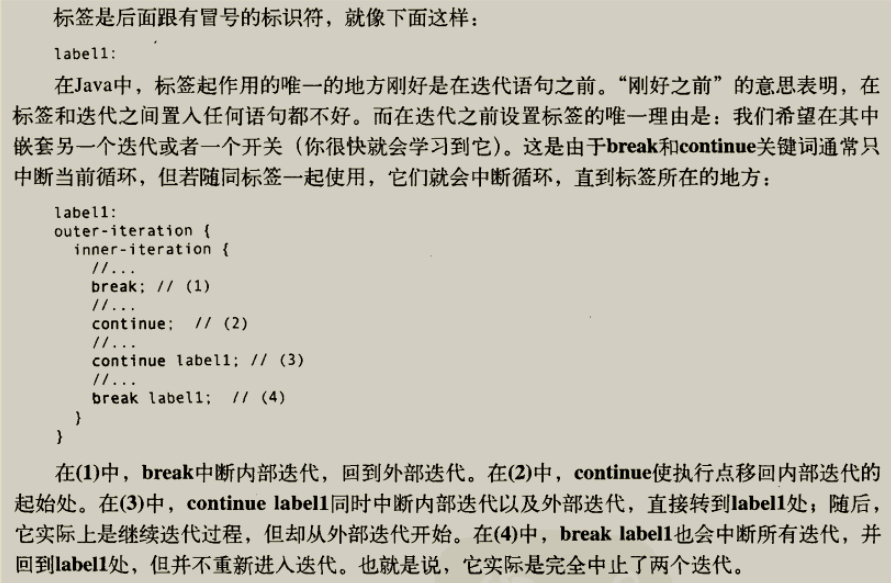 标签是后面跟有冒号的标识符，就像下面这样：
label1:
在Java中，标签起作用的唯一的地方刚好是在迭代语句之前。“刚好之前”的意思表明，在
标签和迭代之间置入任何语句都不好。而在迭代之前设置标签的唯一理由是：我们希望在其中
嵌套另一个迭代或者一个开关（你很快就会学习到它）。这是由于break和continue关键词通常只
中断当前循环，但若随同标签一起使用，它们就会中断循环，直到标签所在的地方：
label1:
outer-iteration {
inner-iteration {
//...
break; // (1)
//...
continue; // (2)
//...
continue label1; // (3)
//...
break label1; // (4)
}
}
在(1)中，break中断内部迭代，回到外部迭代。在(2)中，continue使执行点移回内部迭代的
起始处。在(3)中，continue label1同时中断内部迭代以及外部迭代，直接转到label1处；随后，
它实际上是继续迭代过程，但却从外部迭代开始。在(4)中，break label1也会中断所有迭代，并
回到label1处，但并不重新进入迭代。也就是说，它实际是完全中止了两个迭代。